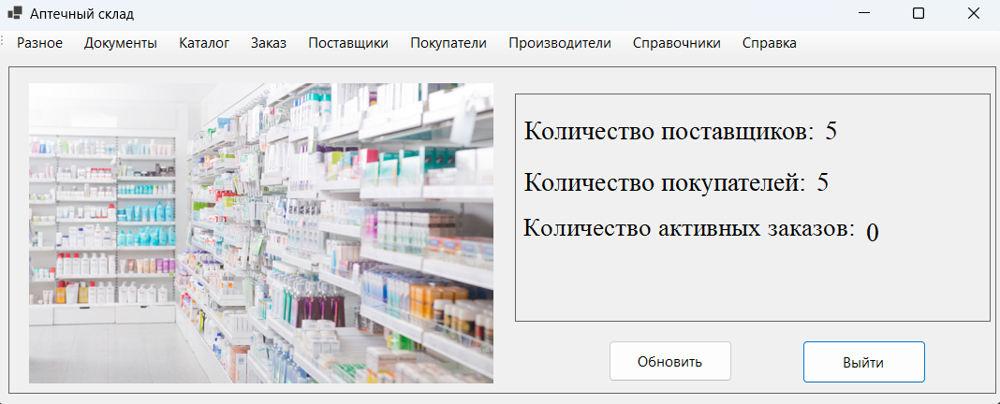 Аптечный склад
Разное Документы Каталог Заказ Поставщики Покупатели Производители Справочники Справка
Количество поставщиков: 5
Количество покупателей: 5
Количество активных заказов: 0
Обновить Выйти